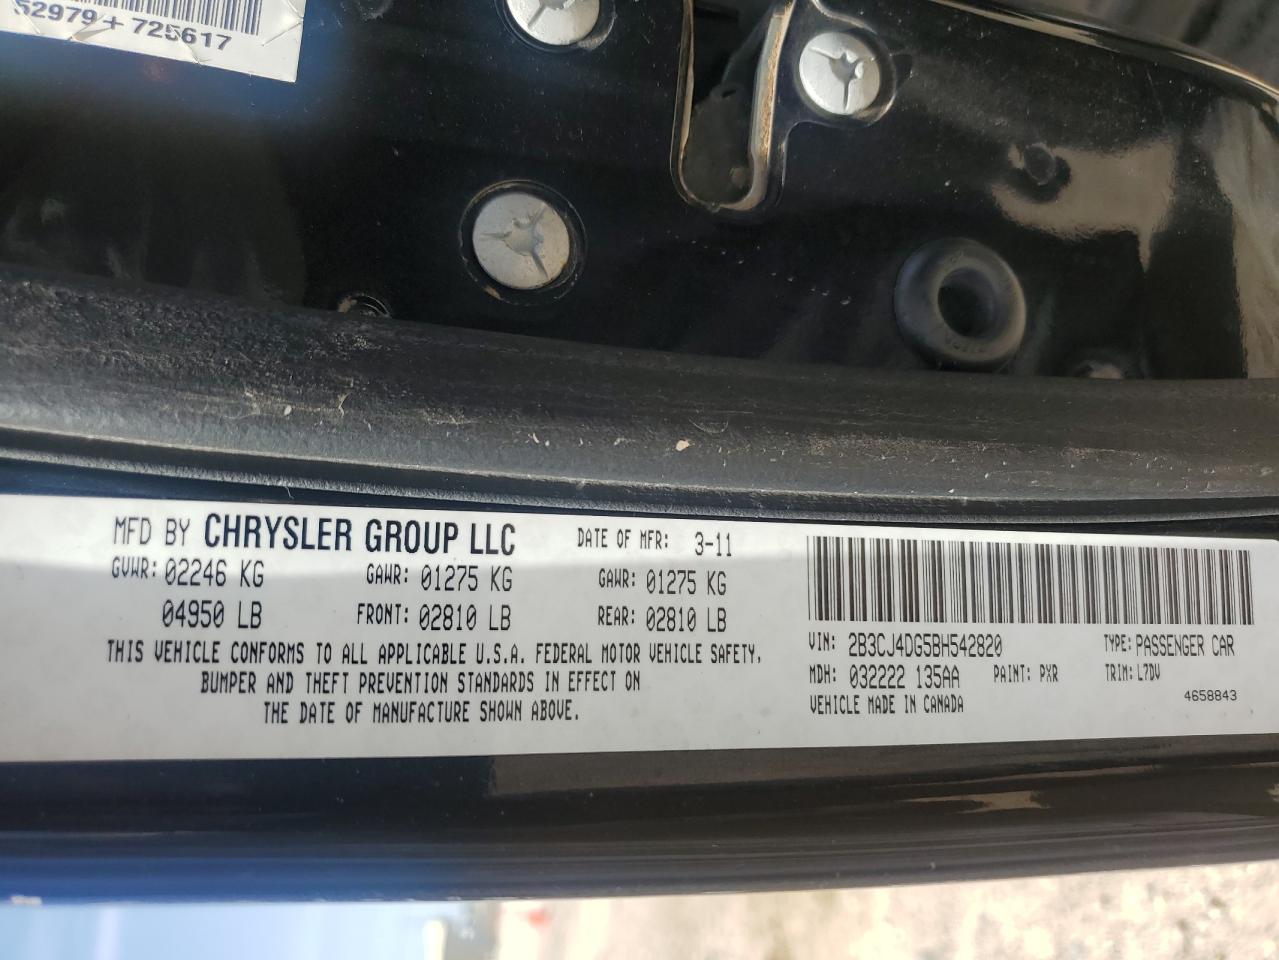 52979+725617
MFD BY CHRYSLER GROUP LLC DATE OF MFR: 3-11
GVWR: 02246 KG GAWR: 01275 KG GAWR: 01275 KG
04950 LB FRONT: 02810 LB REAR: 02810 LB
THIS VEHICLE CONFORMS TO ALL APPLICABLE U.S.A. FEDERAL MOTOR VEHICLE SAFETY,
BUMPER AND THEFT PREVENTION STANDARDS IN EFFECT ON
THE DATE OF MANUFACTURE SHOWN ABOVE.
VIN: 2B3CJ4DG5BH542820 TYPE: PASSENGER CAR
MDH: 032222 135AA PAINT: PXR TRIM: L7DV
VEHICLE MADE IN CANADA 4658843